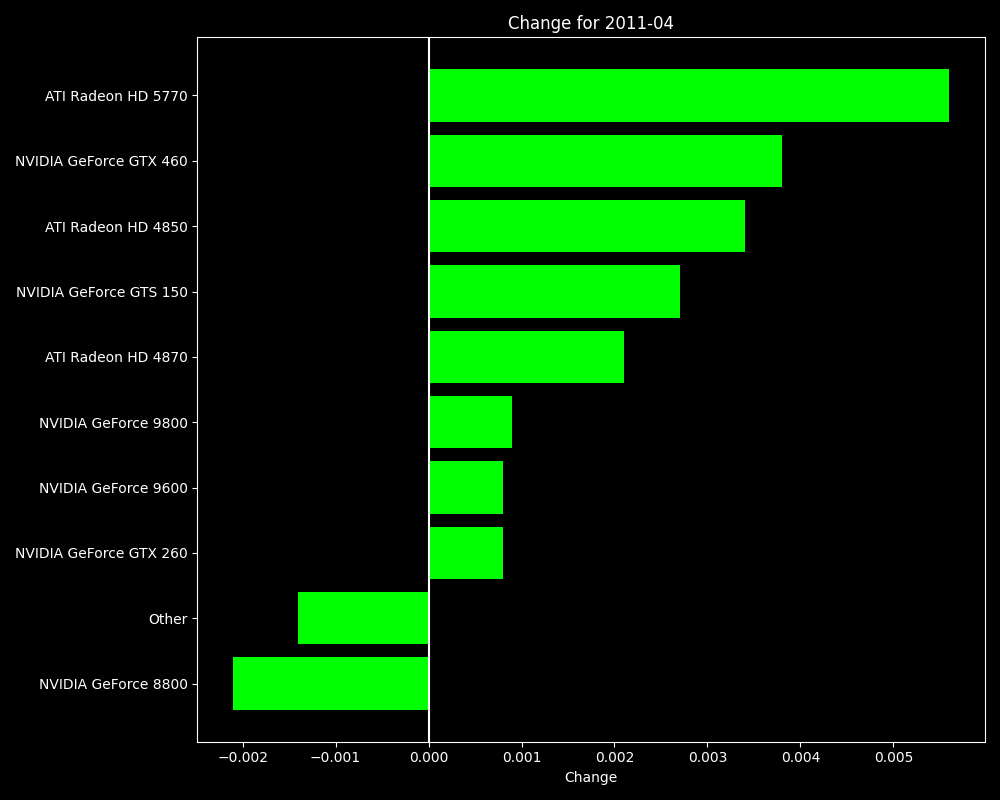 Change for 2011-04
ATI Radeon HD 5770
NVIDIA GeForce GTX 460
ATI Radeon HD 4850
NVIDIA GeForce GTS 150
ATI Radeon HD 4870
NVIDIA GeForce 9800
NVIDIA GeForce 9600
NVIDIA GeForce GTX 260
Other
NVIDIA GeForce 8800
−0.002 −0.001 0.000 0.001 0.002 0.003 0.004 0.005
Change